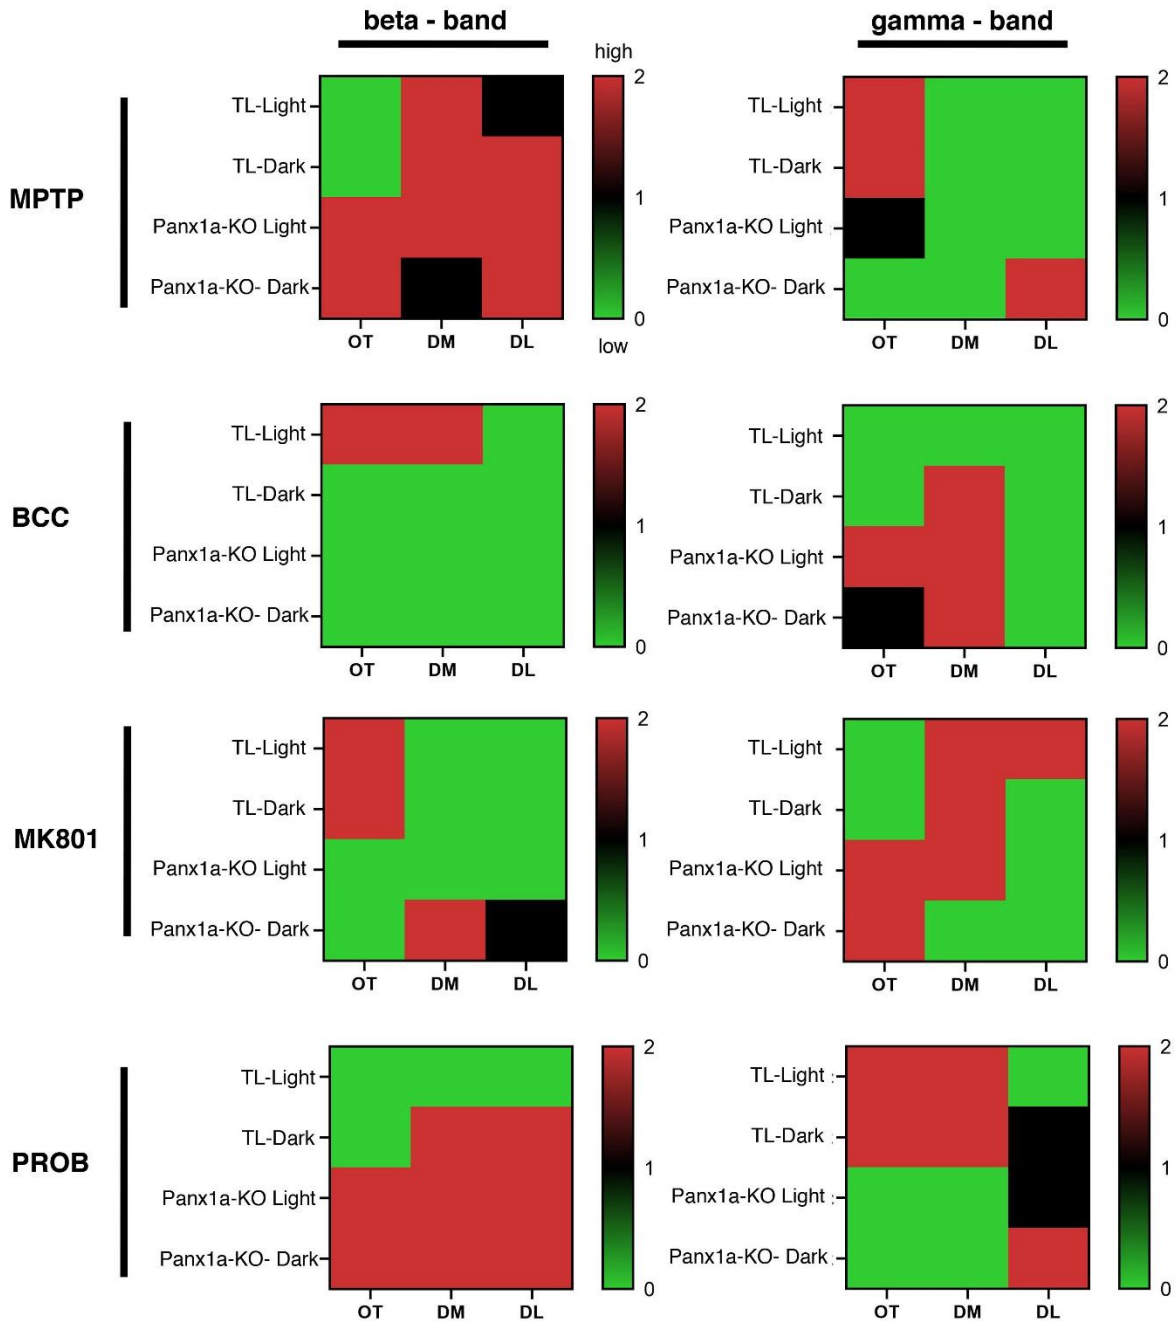 beta - band
gamma - band
high
MPTP
TL-Light
TL-Dark
Panx1a-KO Light
Panx1a-KO- Dark
OT DM DL
2
1
0
low
TL-Light
TL-Dark
Panx1a-KO Light
Panx1a-KO- Dark
OT DM DL
2
1
0
BCC
TL-Light
TL-Dark
Panx1a-KO Light
Panx1a-KO- Dark
OT DM DL
2
1
0
TL-Light
TL-Dark
Panx1a-KO Light
Panx1a-KO- Dark
OT DM DL
2
1
0
MK801
TL-Light
TL-Dark
Panx1a-KO Light
Panx1a-KO- Dark
OT DM DL
2
1
0
TL-Light
TL-Dark
Panx1a-KO Light
Panx1a-KO- Dark
OT DM DL
2
1
0
PROB
TL-Light
TL-Dark
Panx1a-KO Light
Panx1a-KO- Dark
OT DM DL
2
1
0
TL-Light
TL-Dark
Panx1a-KO Light
Panx1a-KO- Dark
OT DM DL
2
1
0